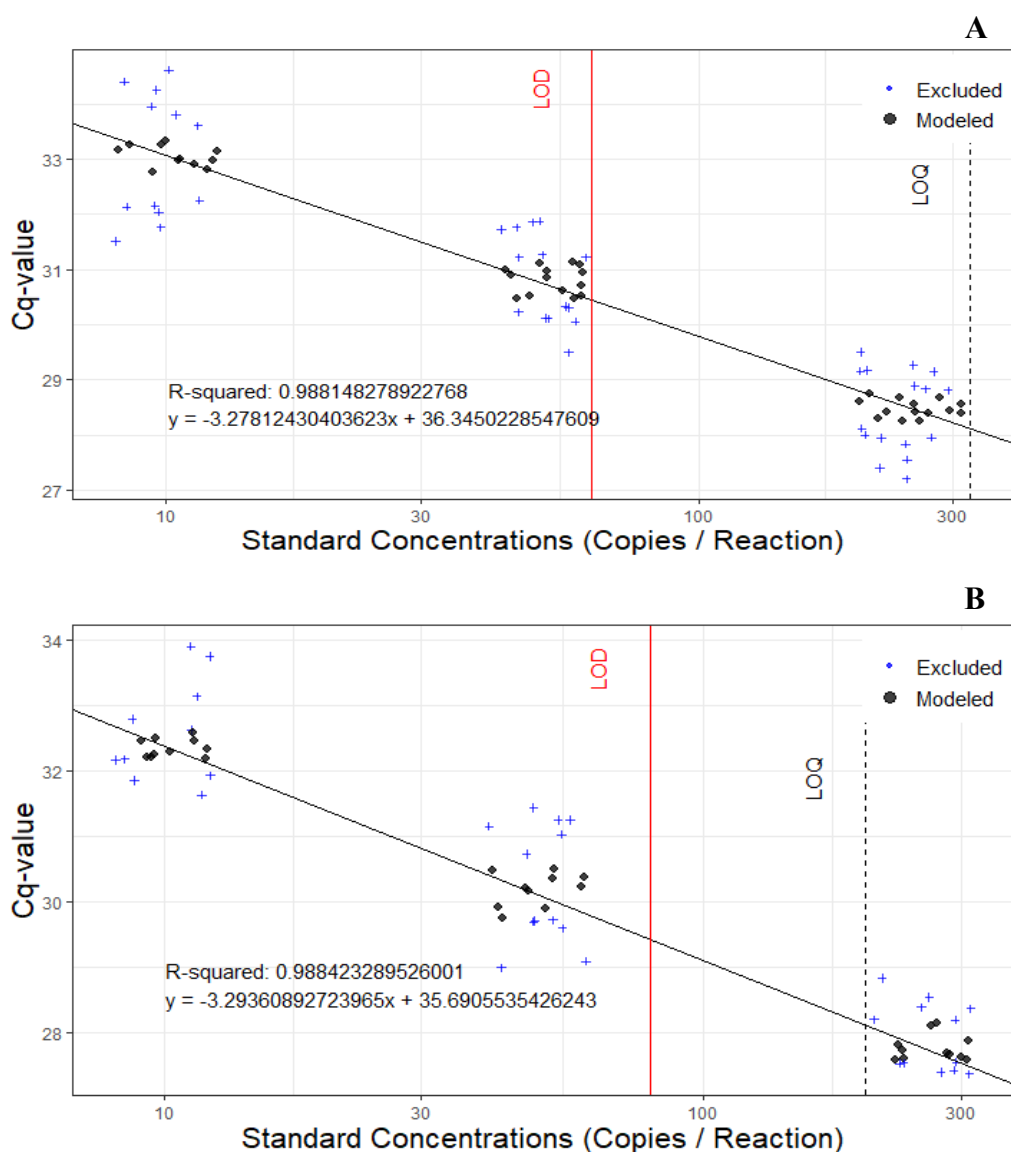 A
LOD
Excluded
Modeled
LOQ
33
31
29
27
Cq-value
R-squared: 0.988148278922768
y = -3.27812430403623x + 36.3450228547609
10
30
100
300
Standard Concentrations (Copies / Reaction)
B
34
32
30
28
LOD
Excluded
Modeled
LOQ
Cq-value
R-squared: 0.988423289526001
y = -3.29360892723965x + 35.6905535426243
10
30
100
300
Standard Concentrations (Copies / Reaction)